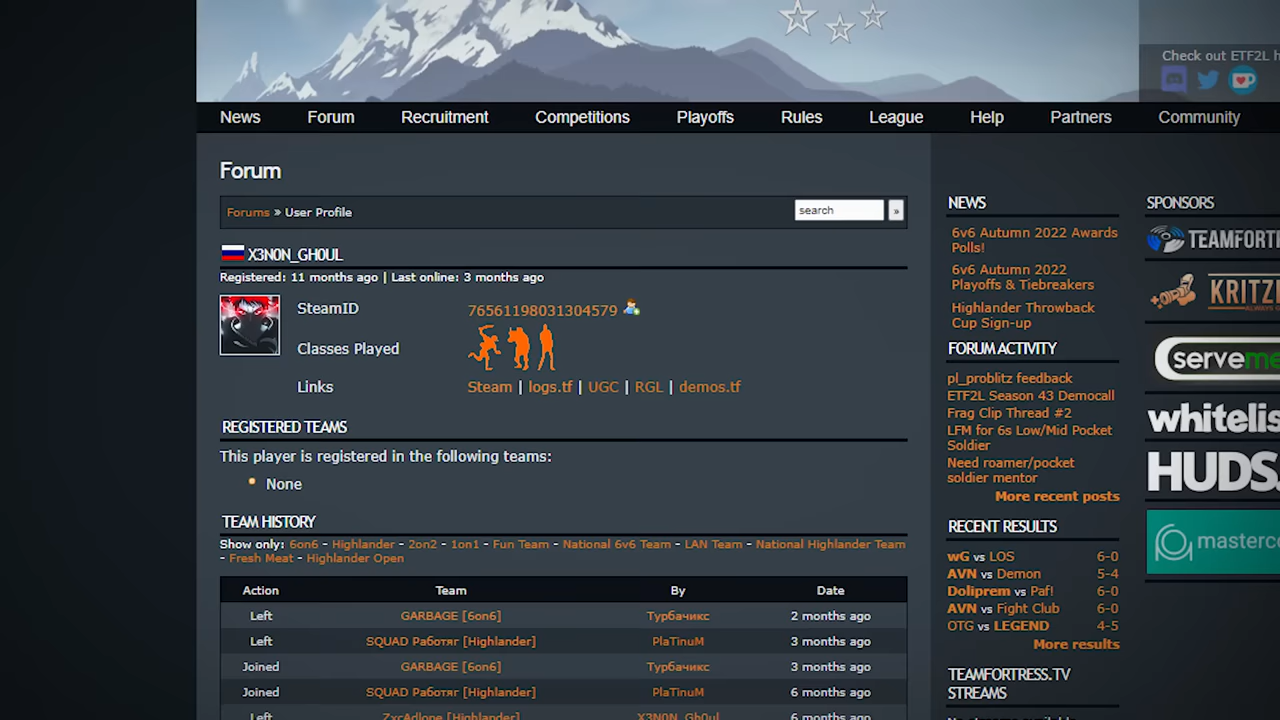 Check out ETF2L h
News Forum Recruitment Competitions Playoffs Rules League Help Partners Community
Forum
Forums » User Profile
search »
X3N0N_GH0UL
Registered: 11 months ago | Last online: 3 months ago
SteamID 76561198031304579
Classes Played
Links Steam | logs.tf | UGC | RGL | demos.tf
REGISTERED TEAMS
This player is registered in the following teams:
None
TEAM HISTORY
Show only: 6on6 - Highlander - 2on2 - 1on1 - Fun Team - National 6v6 Team - LAN Team - National Highlander Team
- Fresh Meat - Highlander Open
Action Team By Date
Left GARBAGE [6on6] Турбачикс 2 months ago
Left SQUAD Работяг [Highlander] PlaTinuM 3 months ago
Joined GARBAGE [6on6] Турбачикс 3 months ago
Joined SQUAD Работяг [Highlander] PlaTinuM 6 months ago
Left ZxcAdlone [Highlander] X3N0N_Gh0ul 6 months ago
NEWS
6v6 Autumn 2022 Awards
Polls!
6v6 Autumn 2022
Playoffs & Tiebreakers
Highlander Throwback
Cup Sign-up
FORUM ACTIVITY
pl_problitz feedback
ETF2L Season 43 Democall
Frag Clip Thread #2
LFM for 6s Low/Mid Pocket
Soldier
Need roamer/pocket
soldier mentor
More recent posts
RECENT RESULTS
wG vs LOS 6-0
AVN vs Demon 5-4
Doliprem vs Paf! 6-0
AVN vs Fight Club 6-0
OTG vs LEGEND 4-5
More results
TEAMFORTRESS.TV
STREAMS
SPONSORS
TEAMFORT
KRITZ
serveme
whitelis
HUDS.
masterco